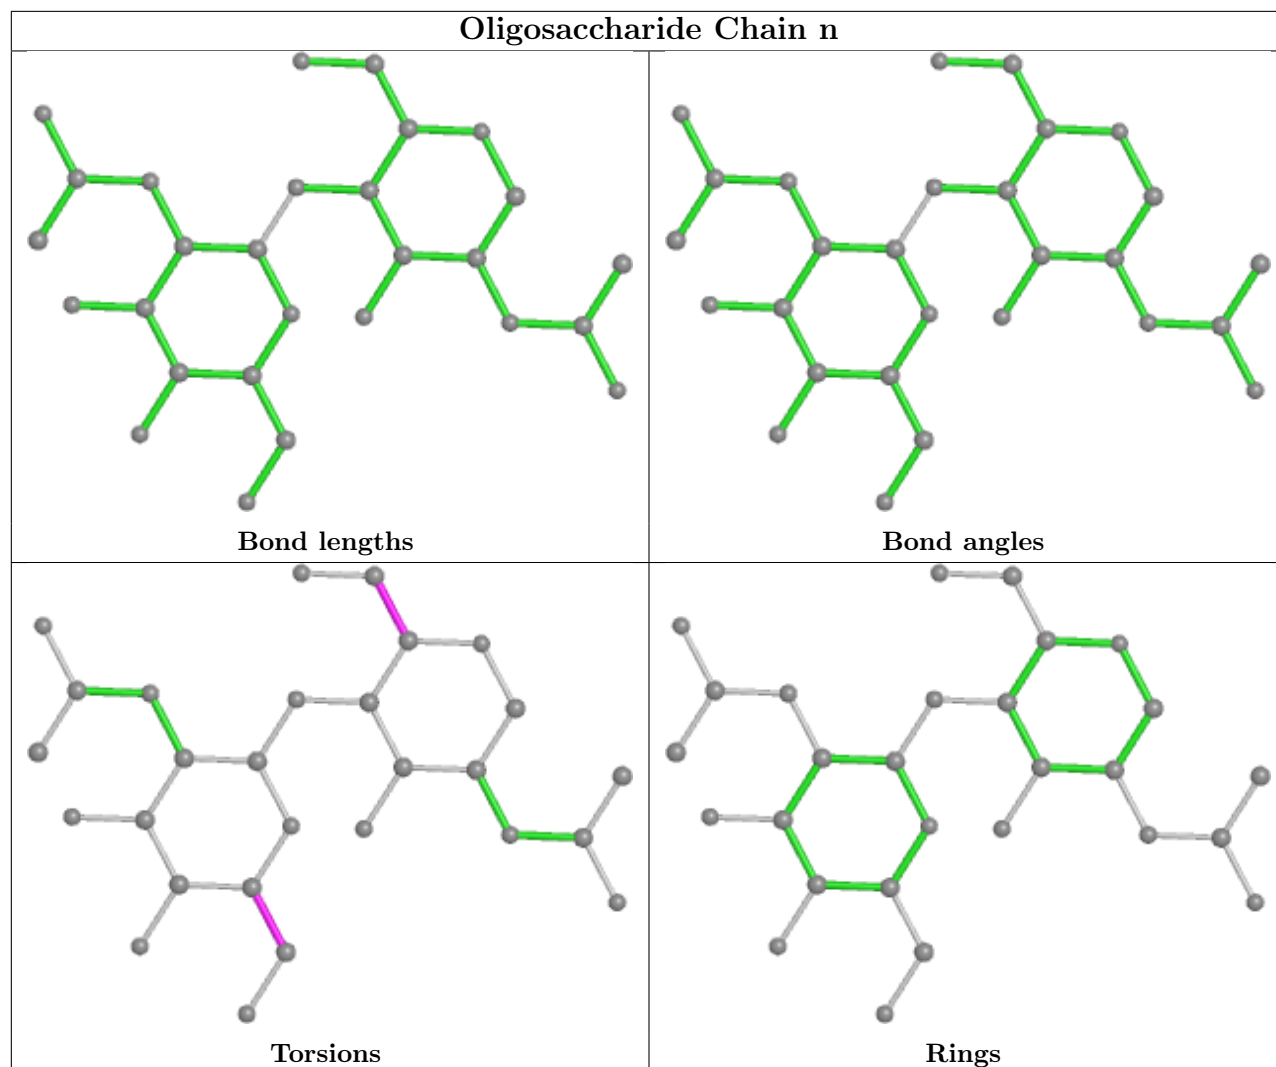 Oligosaccharide Chain n
Bond lengths
Bond angles
Torsions
Rings